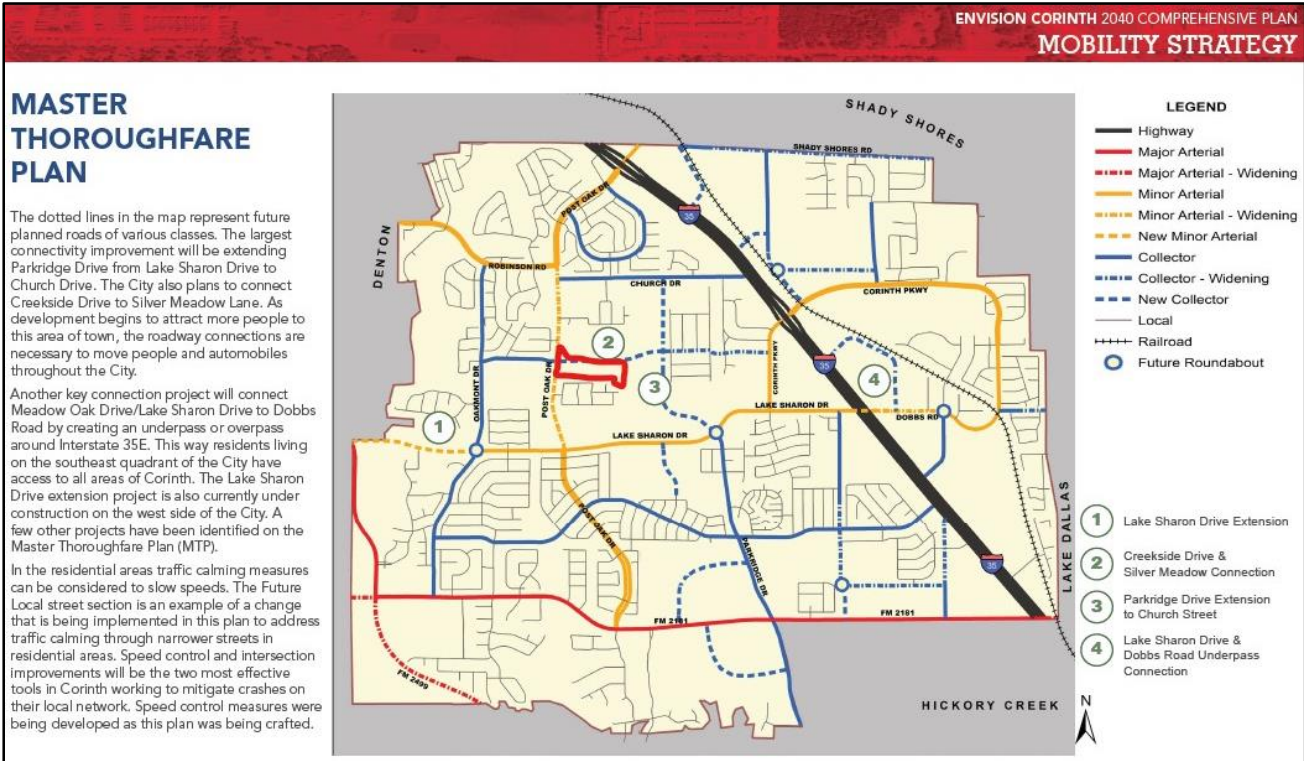 ENVISION CORINTH 2040 COMPREHENSIVE PLAN
MOBILITY STRATEGY
MASTER
THOROUGHFARE
PLAN
The dotted lines in the map represent future
planned roads of various classes. The largest
connectivity improvement will be extending
Parkridge Drive from Lake Sharon Drive to
Church Drive. The City also plans to connect
Creekside Drive to Silver Meadow Lane. As
development begins to attract more people to
this area of town, the roadway connections are
necessary to move people and automobiles
throughout the City.
Another key connection project will connect
Meadow Oak Drive/Lake Sharon Drive to Dobbs
Road by creating an underpass or overpass
around Interstate 35E. This way residents living
on the southeast quadrant of the City have
access to all areas of Corinth. The Lake Sharon
Drive extension project is also currently under
construction on the west side of the City. A
few other projects have been identified on the
Master Thoroughfare Plan (MTP).
In the residential areas traffic calming measures
can be considered to slow speeds. The Future
Local street section is an example of a change
that is being implemented in this plan to address
traffic calming through narrower streets in
residential areas. Speed control and intersection
improvements will be the two most effective
tools in Corinth working to mitigate crashes on
their local network. Speed control measures were
being developed as this plan was being crafted.
SHADY SHORES
SHADY SHORES RD
POST OAK DR
35
DENTON
ROBINSON RD
CHURCH DR
CORINTH PKWY
2
POST OAK DR
OAKMONT DR
3
CORINTH PKWY
35
4
LAKE SHARON DR
DOBBS RD
1
LAKE SHARON DR
POST OAK DR
PARKRIDGE DR
35
LAKE DALLAS
FM 2181
FM 2181
FM 2499
HICKORY CREEK
LEGEND
Highway
Major Arterial
Major Arterial - Widening
Minor Arterial
Minor Arterial - Widening
New Minor Arterial
Collector
Collector - Widening
New Collector
Local
Railroad
Future Roundabout
1 Lake Sharon Drive Extension
2 Creekside Drive &
Silver Meadow Connection
3 Parkridge Drive Extension
to Church Street
4 Lake Sharon Drive &
Dobbs Road Underpass
Connection
N